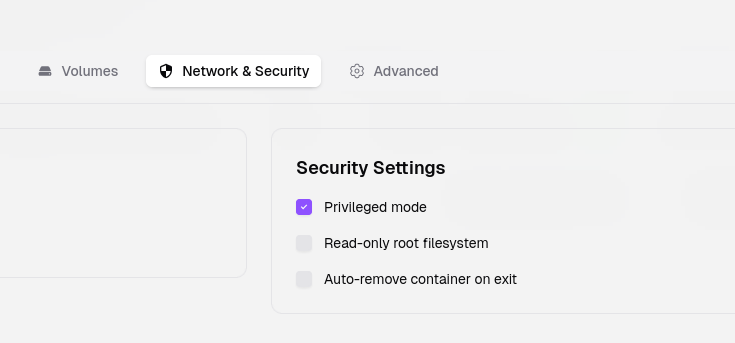 Volumes
Network & Security
Advanced
Security Settings
Privileged mode
Read-only root filesystem
Auto-remove container on exit